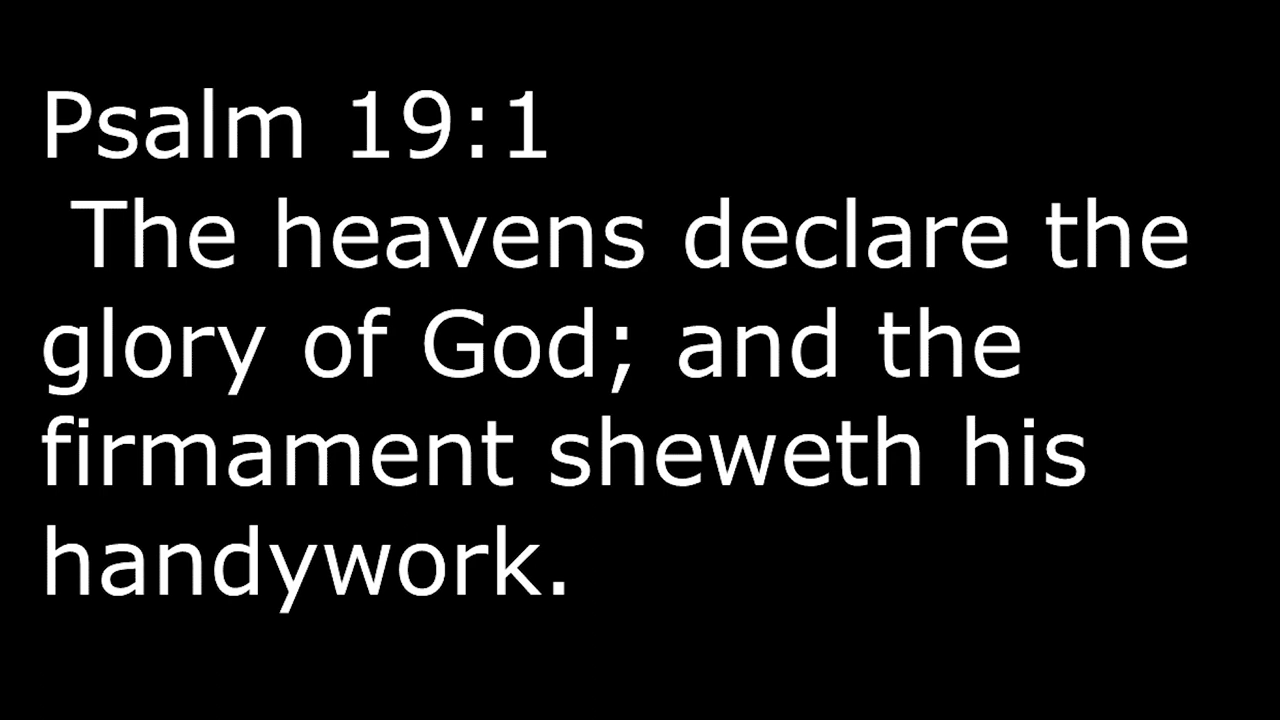 Psalm 19:1
The heavens declare the
glory of God; and the
firmament sheweth his
handywork.